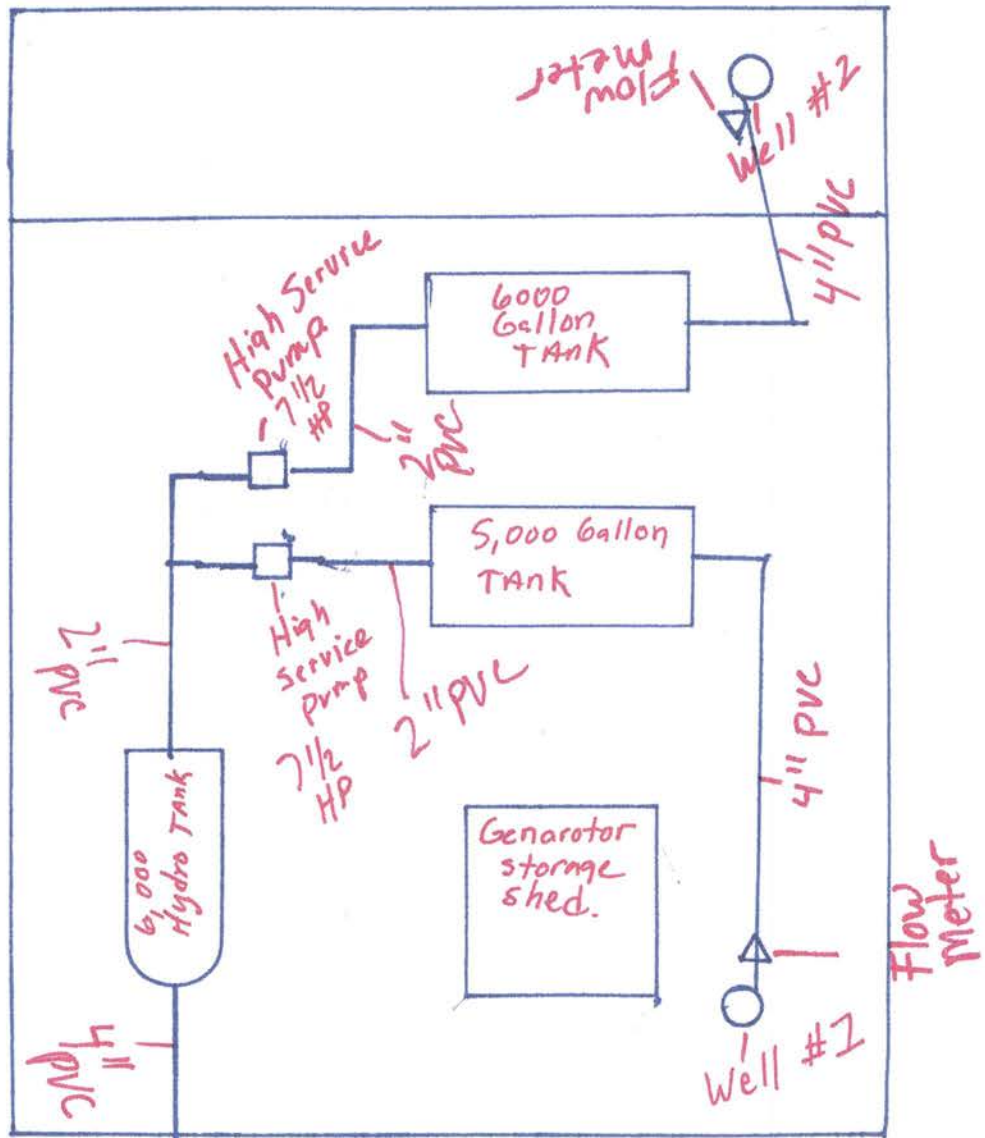 Flow
meter
Well #2
4" PVC
High Service
pump
7 1/2
HP
6000
Gallon
TAnK
2"
PVC
5,000 Gallon
TAnK
High
service
pump
7 1/2
HP
2" PVC
2"
pvc
4" PVC
6,000
Hydro TAnk
Genarotor
storage
shed.
Flow
Meter
Well #1
4"
pvc